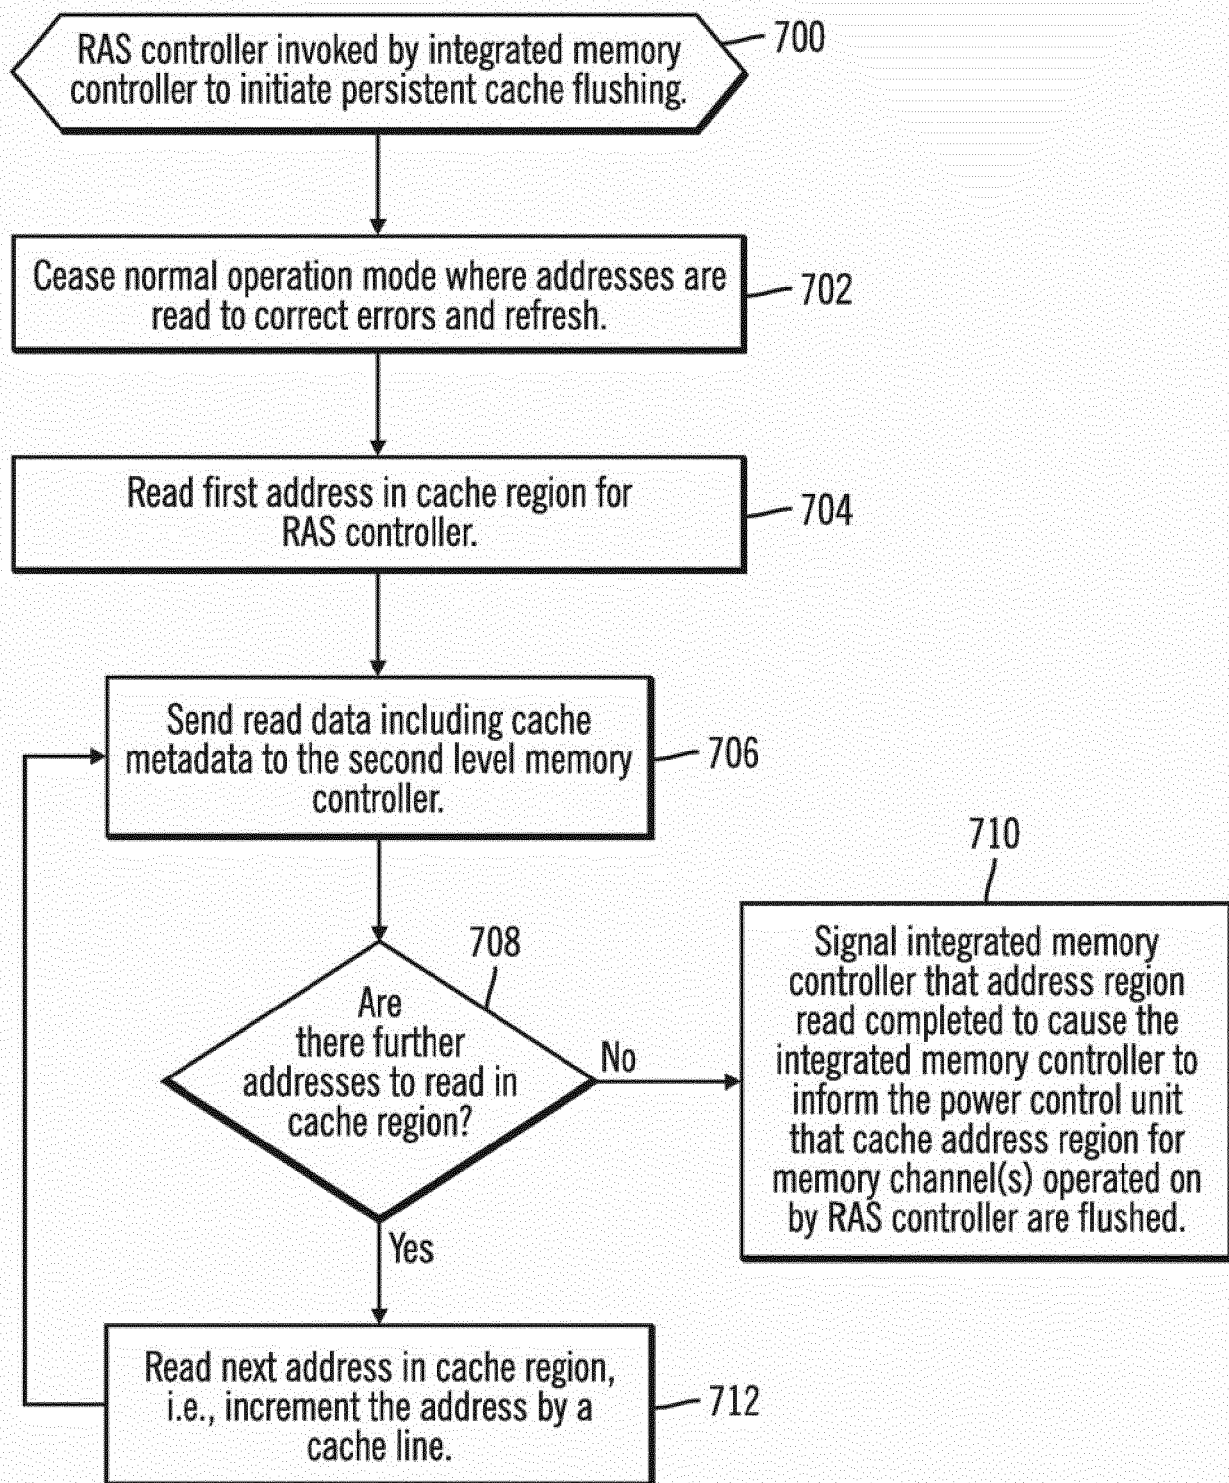 RAS controller invoked by integrated memory
controller to initiate persistent cache flushing.
700
Cease normal operation mode where addresses are
read to correct errors and refresh.
702
Read first address in cache region for
RAS controller.
704
Send read data including cache
metadata to the second level memory
controller.
706
708
Are
there further
addresses to read in
cache region?
No
Yes
710
Signal integrated memory
controller that address region
read completed to cause the
integrated memory controller to
inform the power control unit
that cache address region for
memory channel(s) operated on
by RAS controller are flushed.
Read next address in cache region,
i.e., increment the address by a
cache line.
712